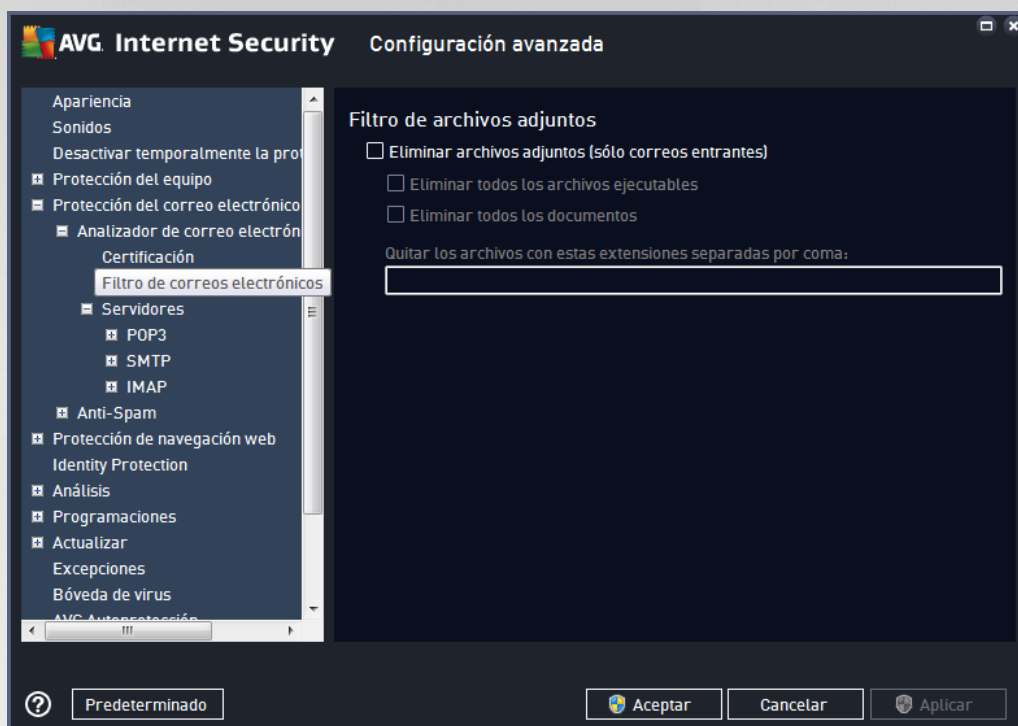 AVG. Internet Security
Configuración avanzada
Apariencia
Sonidos
Desactivar temporalmente la prot
Protección del equipo
Protección del correo electrónico
Analizador de correo electrón
Certificación
Filtro de correos electrónicos
Servidores
POP3
SMTP
IMAP
Anti-Spam
Protección de navegación web
Identity Protection
Análisis
Programaciones
Actualizar
Excepciones
Bóveda de virus
AVG Autoprotección
Filtro de archivos adjuntos
Eliminar archivos adjuntos (sólo correos entrantes)
Eliminar todos los archivos ejecutables
Eliminar todos los documentos
Quitar los archivos con estas extensiones separadas por coma:
Predeterminado
Aceptar
Cancelar
Aplicar